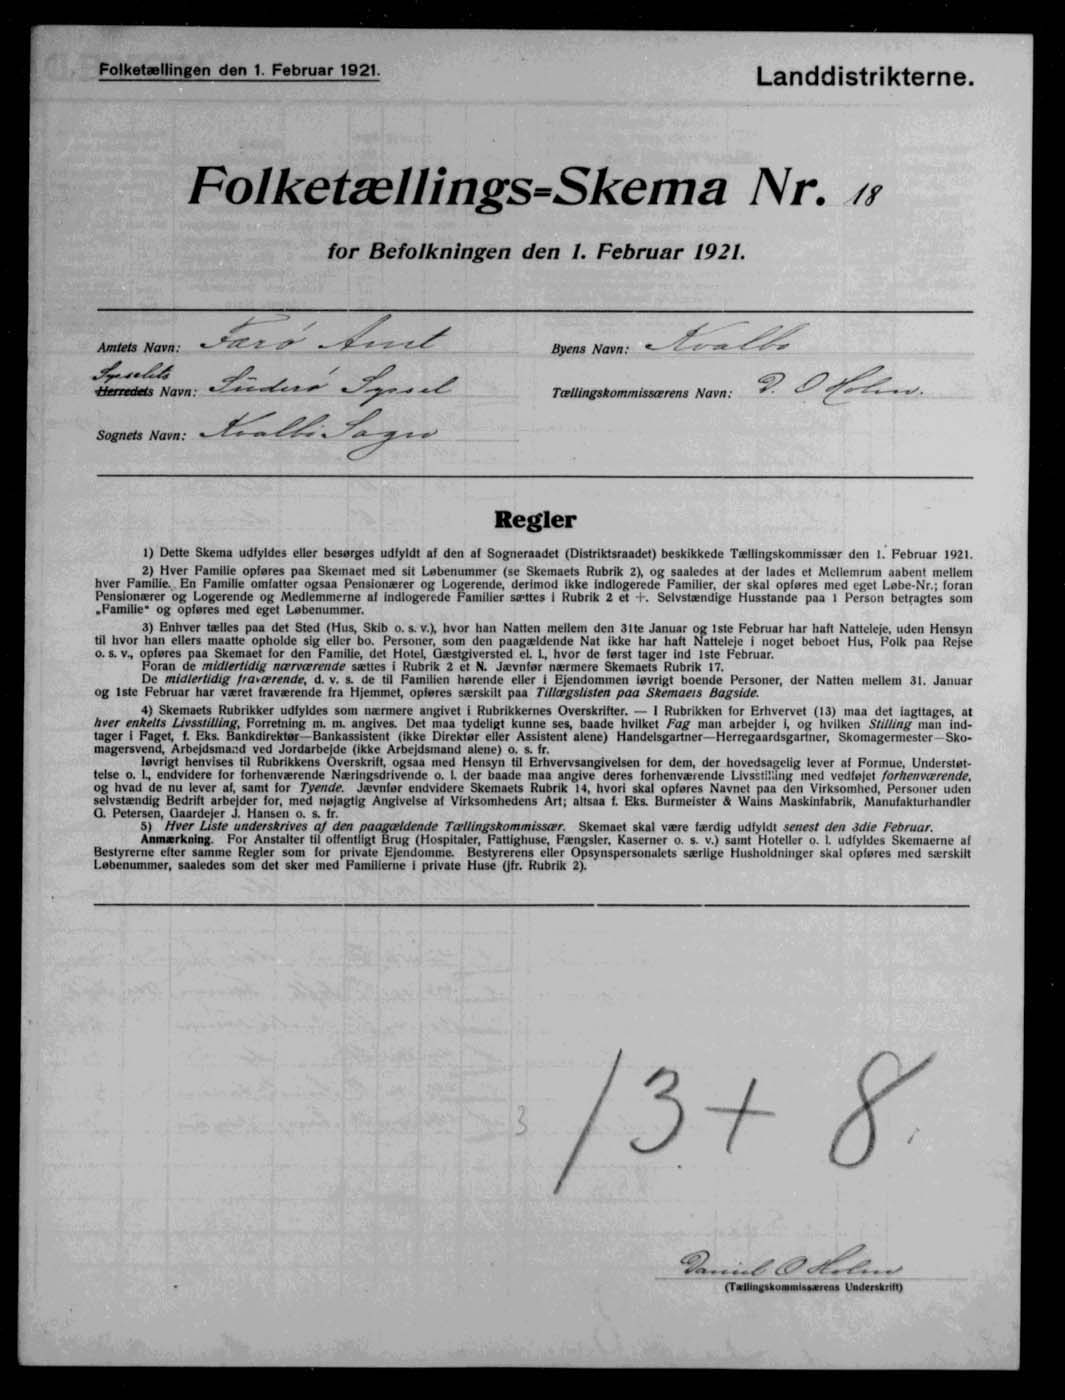 Folketællingen den 1. Februar 1921.
Landdistrikterne.
Folketællings=Skema Nr. 18
for Befolkningen den 1. Februar 1921.
Amtets Navn: Færø Amt
Byens Navn: Kvalbø
Sysselets
Herredets Navn: Süderø Syssel
Tællingskommissærens Navn: D. O Holm.
Sognets Navn: Kvalbø Sogn
Regler
1) Dette Skema udfyldes eller besørges udfyldt af den af Sogneraadet (Distriktsraadet) beskikkede Tællingskommissær den 1. Februar 1921.
2) Hver Familie opføres paa Skemaet med sit Løbenummer (se Skemaets Rubrik 2), og saaledes at der lades et Mellemrum aabent mellem
hver Familie. En Familie omfatter ogsaa Pensionærer og Logerende, derimod ikke indlogerede Familier, der skal opføres med eget Løbe-Nr.; foran
Pensionærer og Logerende og Medlemmerne af indlogerede Familier sættes i Rubrik 2 et +. Selvstændige Husstande paa 1 Person betragtes som
„Familie“ og opføres med eget Løbenummer.
3) Enhver tælles paa det Sted (Hus, Skib o. s. v.), hvor han Natten mellem den 31te Januar og 1ste Februar har haft Natteleje, uden Hensyn
til hvor han ellers maatte opholde sig eller bo. Personer, som den paagældende Nat ikke har haft Natteleje i noget beboet Hus, Folk paa Rejse
o. s. v., opføres paa Skemaet for den Familie, det Hotel, Gæstgiversted el. l., hvor de først tager ind 1ste Februar.
Foran de midlertidig nærværende sættes i Rubrik 2 et N. Jævnfør nærmere Skemaets Rubrik 17.
De midlertidig fraværende, d. v. s. de til Familien hørende eller i Ejendommen iøvrigt boende Personer, der Natten mellem 31. Januar
og 1ste Februar har været fraværende fra Hjemmet, opføres særskilt paa Tillægslisten paa Skemaets Bagside.
4) Skemaets Rubrikker udfyldes som nærmere angivet i Rubrikkernes Overskrifter. — I Rubrikken for Erhvervet (13) maa det iagttages, at
hver enkelts Livsstilling, Forretning m. m. angives. Det maa tydeligt kunne ses, baade hvilket Fag man arbejder i, og hvilken Stilling man ind-
tager i Faget, f. Eks. Bankdirektør—Bankassistent (ikke Direktør eller Assistent alene) Handelsgartner—Herregaardsgartner, Skomagermester—Sko-
magersvend, Arbejdsmand ved Jordarbejde (ikke Arbejdsmand alene) o. s. fr.
Iøvrigt henvises til Rubrikkens Overskrift, ogsaa med Hensyn til Erhvervsangivelsen for dem, der hovedsagelig lever af Formue, Understøt-
telse o. l., endvidere for forhenværende Næringsdrivende o. l. der baade maa angive deres forhenværende Livsstilling med vedføjet forhenværende,
og hvad de nu lever af, samt for Tyende. Jævnfør endvidere Skemaets Rubrik 14, hvori skal opføres Navnet paa den Virksomhed, Personer uden
selvstændig Bedrift arbejder for, med nøjagtig Angivelse af Virksomhedens Art; altsaa f. Eks. Burmeister & Wains Maskinfabrik, Manufakturhandler
G. Petersen, Gaardejer J. Hansen o. s. fr.
5) Hver Liste underskrives af den paagældende Tællingskommissær. Skemaet skal være færdig udfyldt senest den 3die Februar.
Anmærkning. For Anstalter til offentligt Brug (Hospitaler, Fattighuse, Fængsler, Kaserner o. s. v.) samt Hoteller o. l. udfyldes Skemaerne af
Bestyrerne efter samme Regler som for private Ejendomme. Bestyrerens eller Opsynspersonalets særlige Husholdninger skal opføres med særskilt
Løbenummer, saaledes som det sker med Familierne i private Huse (jfr. Rubrik 2).
3
13 + 8
Daniel O Holm
(Tællingskommissærens Underskrift)